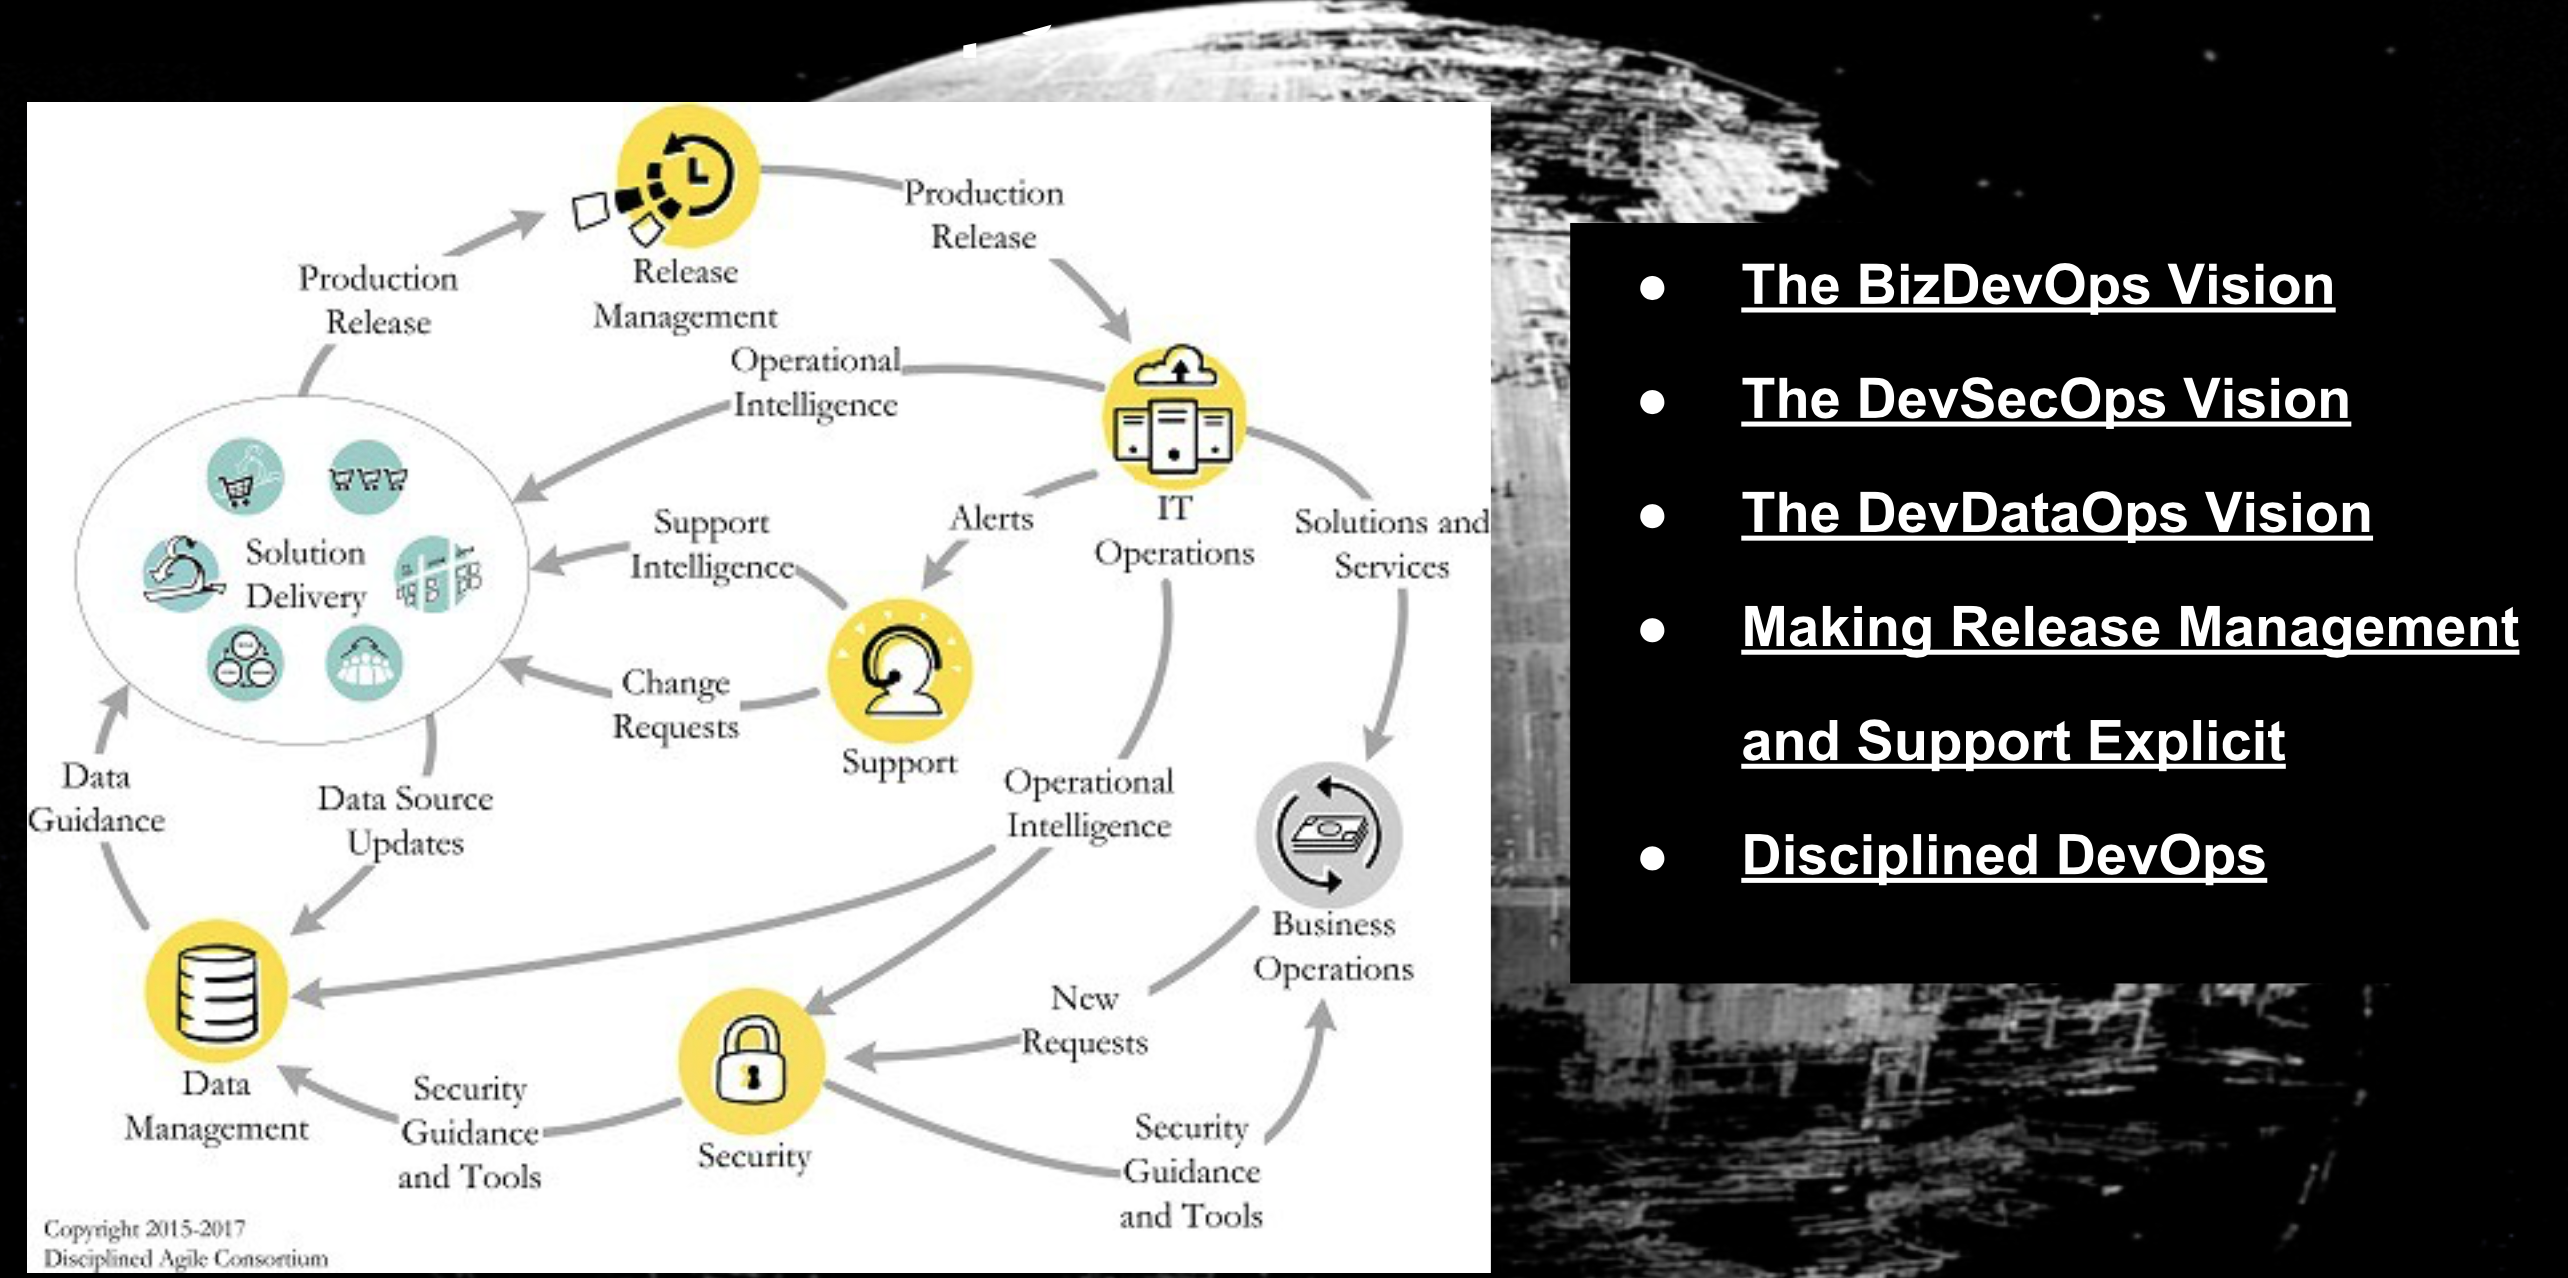 Production
Release
Release
Management
Production
Release
Operational
Intelligence
IT
Operations
Alerts
Solutions and
Services
Support
Intelligence
Solution
Delivery
Change
Requests
Support
Data
Guidance
Data Source
Updates
Operational
Intelligence
Business
Operations
New
Requests
Data
Management
Security
Guidance
and Tools
Security
Security
Guidance
and Tools
Copyright 2015-2017
Disciplined Agile Consortium
● The BizDevOps Vision
● The DevSecOps Vision
● The DevDataOps Vision
● Making Release Management
and Support Explicit
● Disciplined DevOps